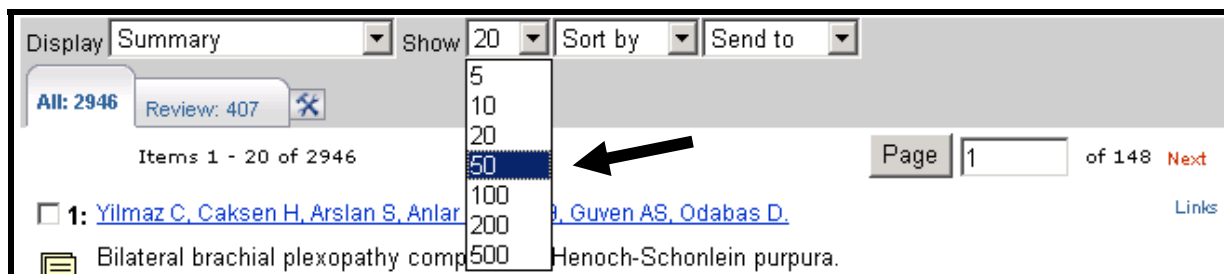 Display Summary Show 20 Sort by Send to
5
All: 2946 Review: 407 10
20
Items 1 - 20 of 2946 50 Page 1 of 148 Next
100
1: Yilmaz C, Caksen H, Arslan S, Anlar Guven AS, Odabas D. Links
200
Bilateral brachial plexopathy comp 500 Henoch-Schonlein purpura.